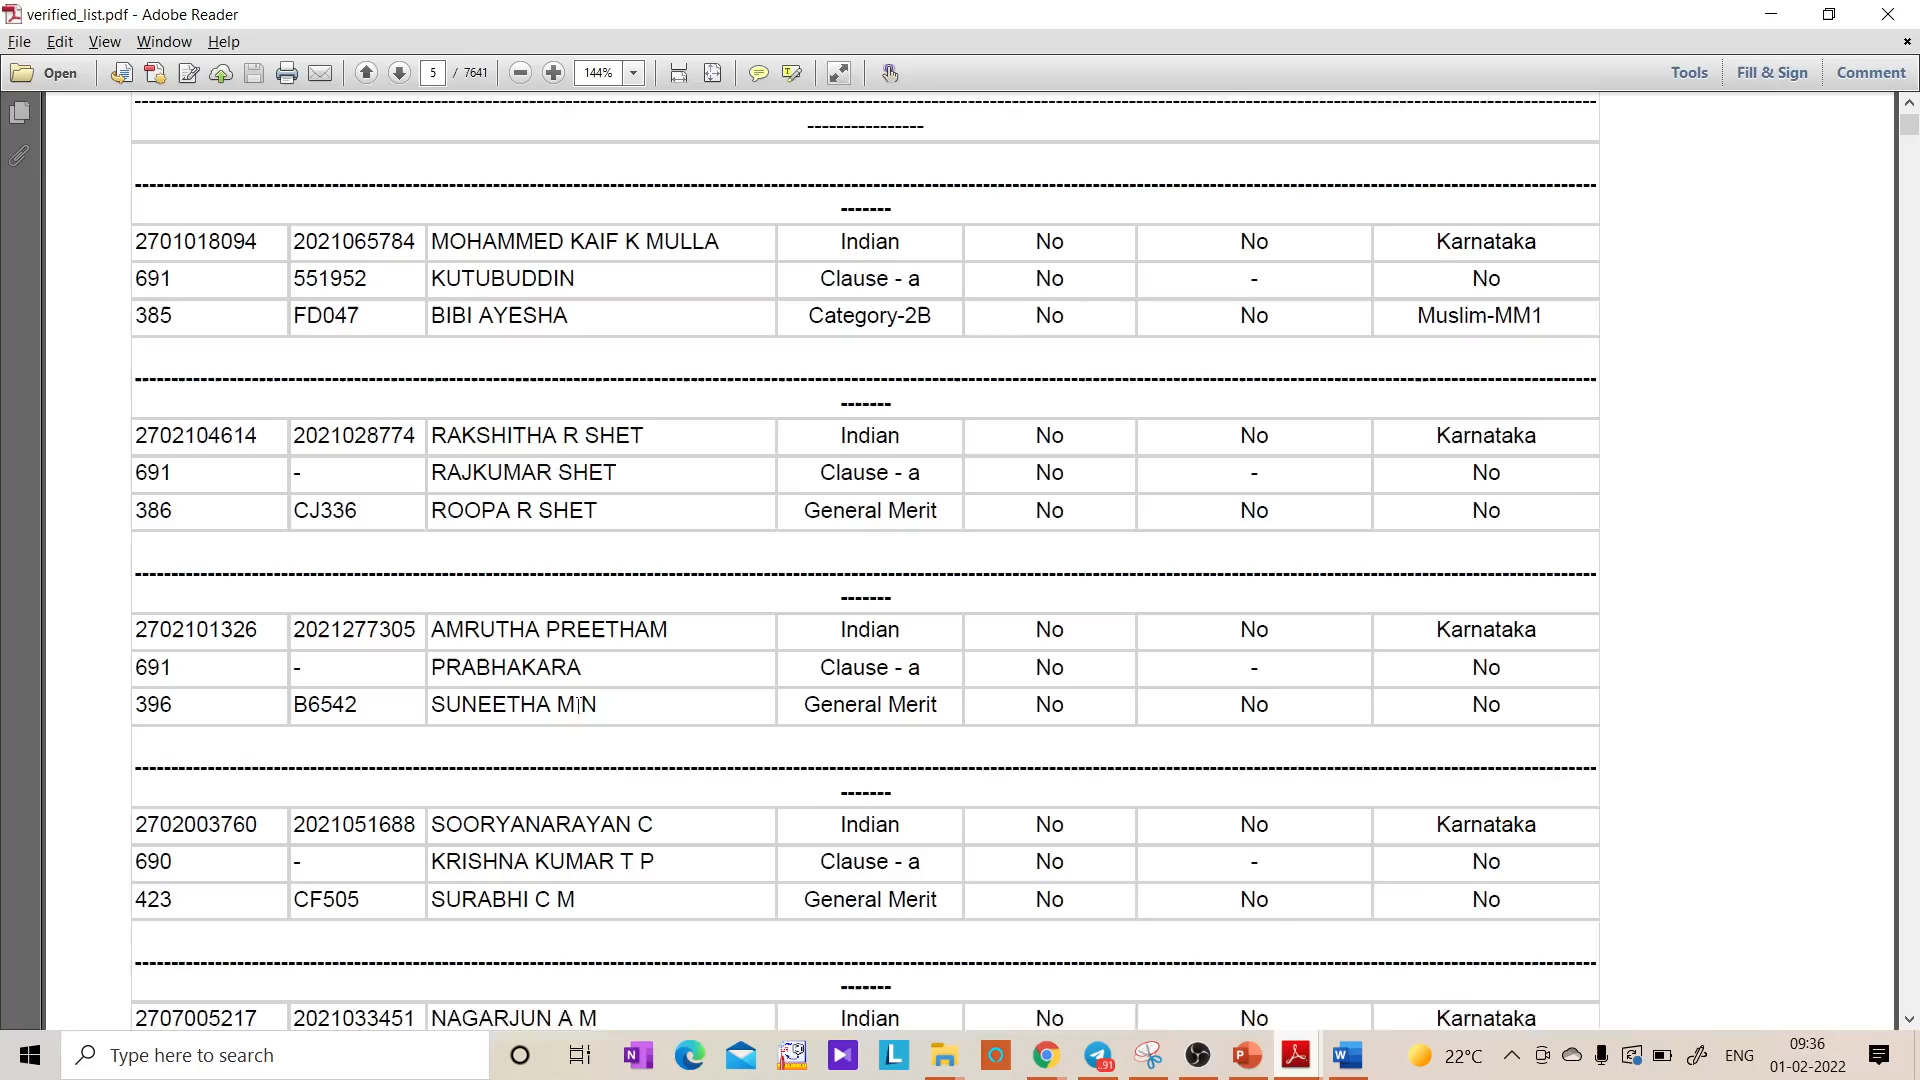 verified_list.pdf - Adobe Reader
File Edit View Window Help
Open 5 / 7641 144% Tools Fill & Sign Comment
----------------
-------
2701018094 2021065784 MOHAMMED KAIF K MULLA Indian No No Karnataka
691 551952 KUTUBUDDIN Clause - a No - No
385 FD047 BIBI AYESHA Category-2B No No Muslim-MM1
-------
2702104614 2021028774 RAKSHITHA R SHET Indian No No Karnataka
691 - RAJKUMAR SHET Clause - a No - No
386 CJ336 ROOPA R SHET General Merit No No No
-------
2702101326 2021277305 AMRUTHA PREETHAM Indian No No Karnataka
691 - PRABHAKARA Clause - a No - No
396 B6542 SUNEETHA M N General Merit No No No
-------
2702003760 2021051688 SOORYANARAYAN C Indian No No Karnataka
690 - KRISHNA KUMAR T P Clause - a No - No
423 CF505 SURABHI C M General Merit No No No
-------
2707005217 2021033451 NAGARJUN A M Indian No No Karnataka
Type here to search 22°C ENG 09:36
01-02-2022